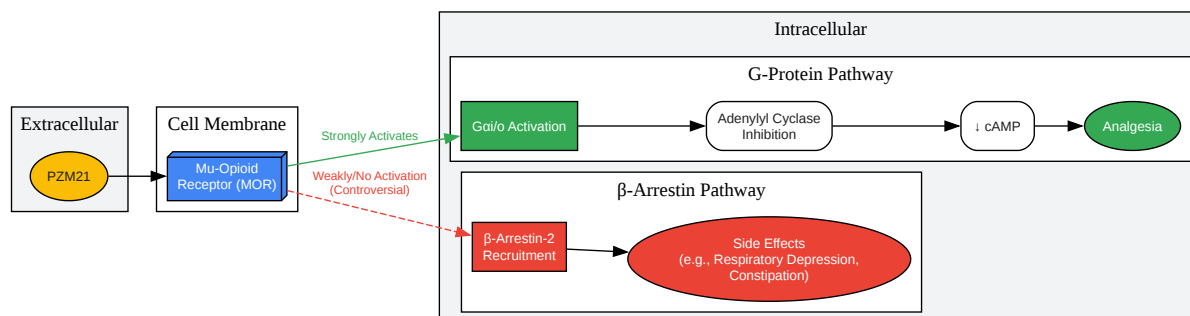 Intracellular
G-Protein Pathway
Extracellular
Cell Membrane
PZM21
Mu-Opioid
Receptor (MOR)
Strongly Activates
Weakly/No Activation
(Controversial)
Gαi/o Activation
Adenylyl Cyclase
Inhibition
↓ cAMP
Analgesia
β-Arrestin Pathway
β-Arrestin-2
Recruitment
Side Effects
(e.g., Respiratory Depression,
Constipation)